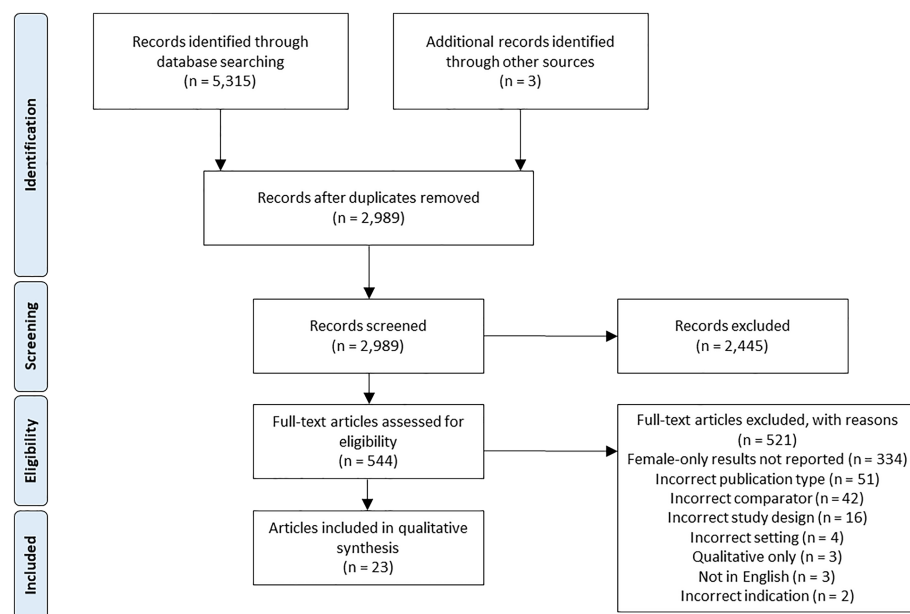 Identification
Records identified through
database searching
(n = 5,315)
Additional records identified
through other sources
(n = 3)
Records after duplicates removed
(n = 2,989)
Screening
Records screened
(n = 2,989)
Records excluded
(n = 2,445)
Eligibility
Full-text articles assessed for
eligibility
(n = 544)
Full-text articles excluded, with reasons
(n = 521)
Female-only results not reported (n = 334)
Incorrect publication type (n = 51)
Incorrect comparator (n = 42)
Incorrect study design (n = 16)
Incorrect setting (n = 4)
Qualitative only (n = 3)
Not in English (n = 3)
Incorrect indication (n = 2)
Included
Articles included in qualitative
synthesis
(n = 23)